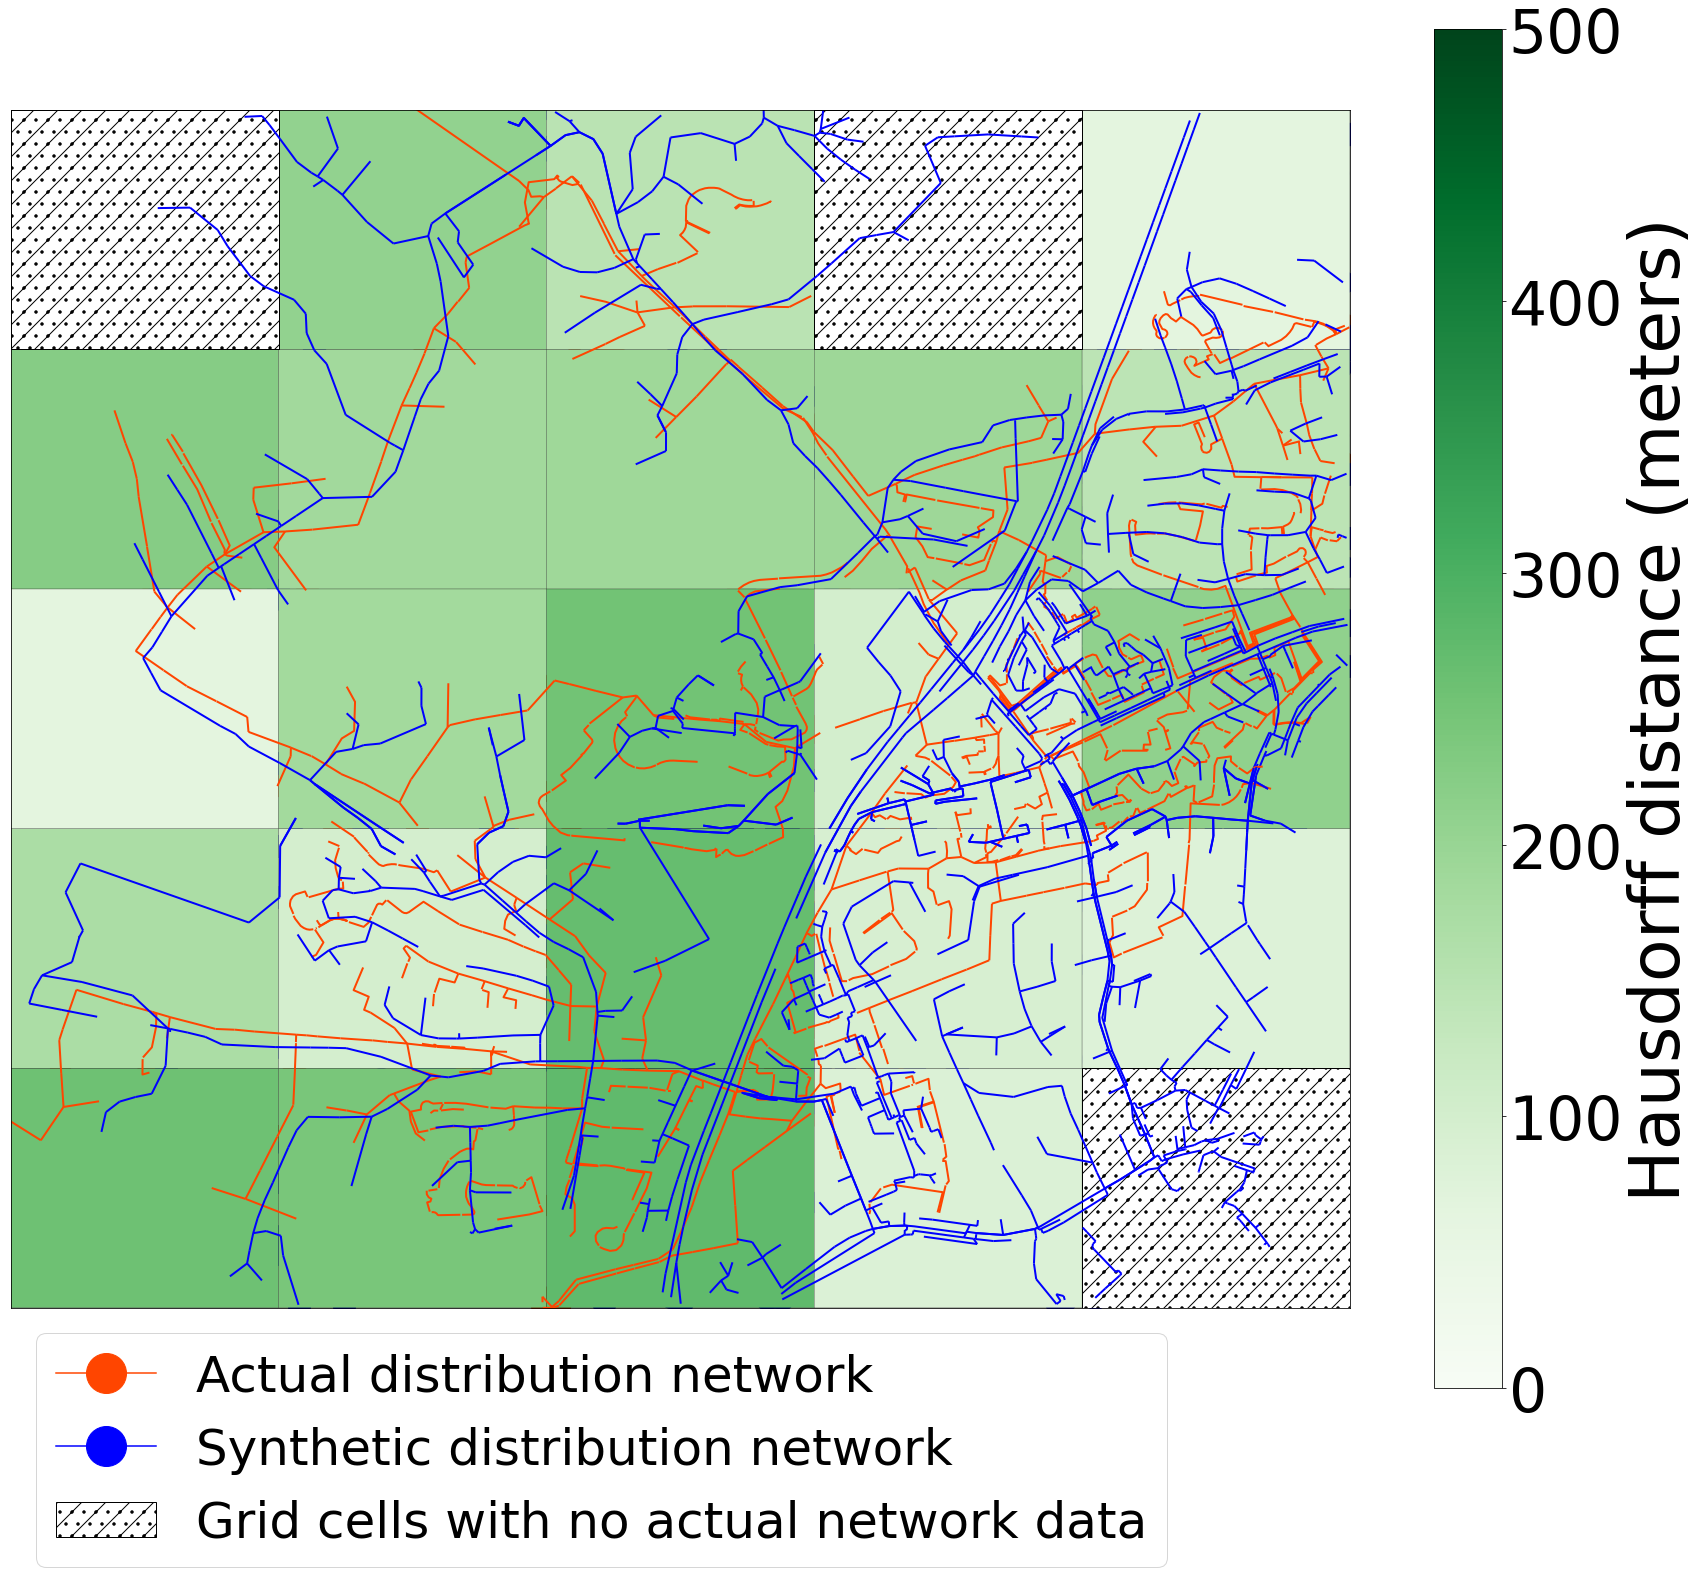 500
400
300
200
100
0
Hausdorff distance (meters)
Actual distribution network
Synthetic distribution network
Grid cells with no actual network data